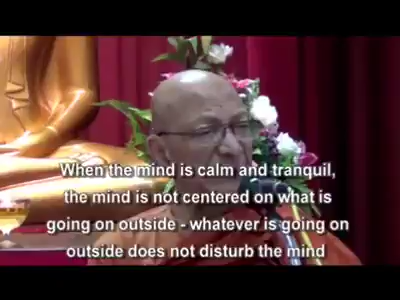 When the mind is calm and tranquil,
the mind is not centered on what is
going on outside - whatever is going on
outside does not disturb the mind